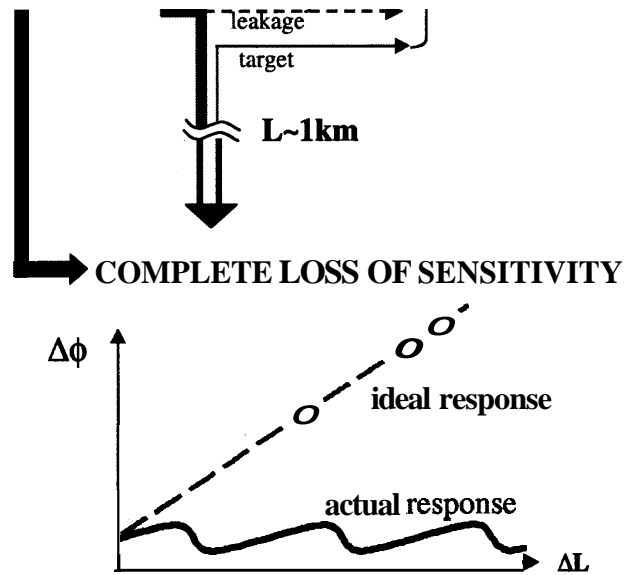 leakage
target
L~1km
COMPLETE LOSS OF SENSITIVITY
Δϕ
ideal response
actual response
ΔL